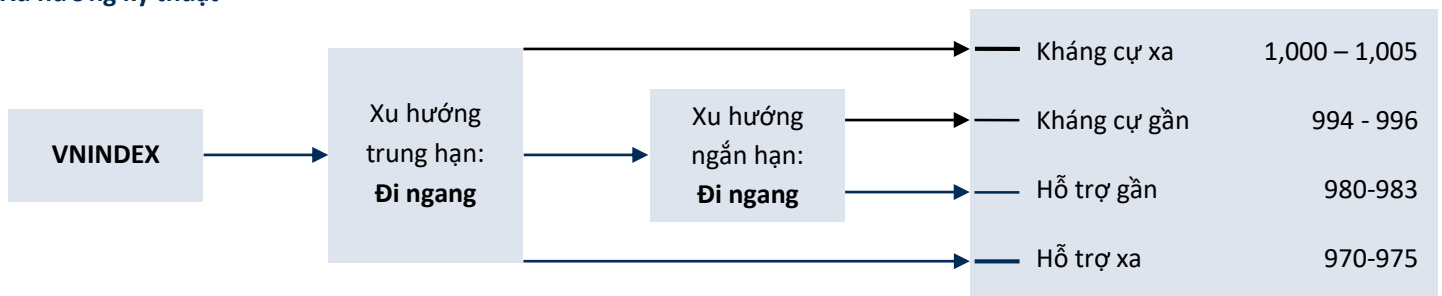 VNINDEX
Xu hướng
trung hạn:
Đi ngang
Xu hướng
ngắn hạn:
Đi ngang
Kháng cự xa 1,000 – 1,005
Kháng cự gần 994 - 996
Hỗ trợ gần 980-983
Hỗ trợ xa 970-975